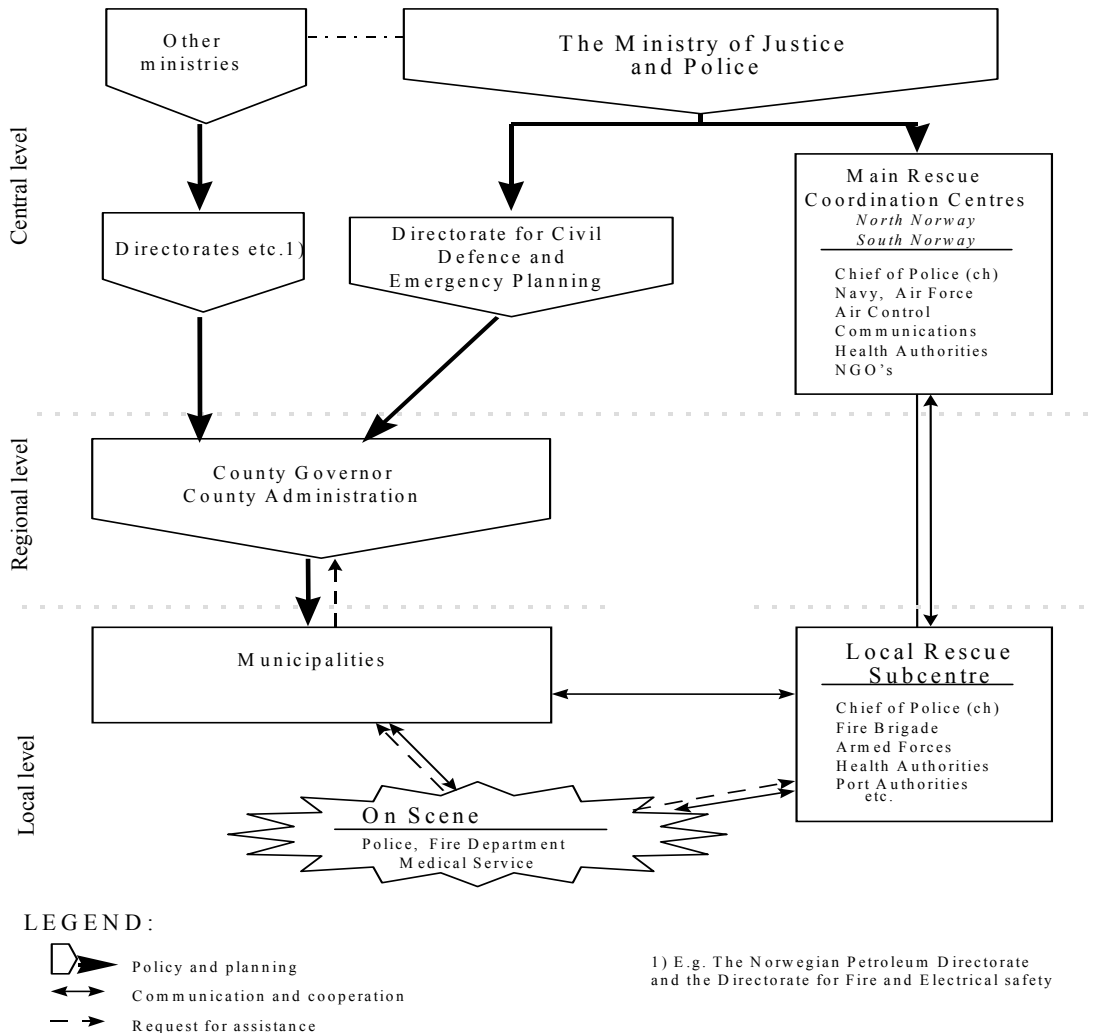 Other
ministries
The Ministry of Justice
and Police
Central level
Main Rescue
Coordination Centres
North Norway
South Norway
Chief of Police (ch)
Navy, Air Force
Air Control
Communications
Health Authorities
NGO's
Directorates etc.1)
Directorate for Civil
Defence and
Emergency Planning
Regional level
County Governor
County Administration
Local level
Municipalities
Local Rescue
Subcentre
Chief of Police (ch)
Fire Brigade
Armed Forces
Health Authorities
Port Authorities
etc.
On Scene
Police, Fire Department
Medical Service
LEGEND:
Policy and planning
Communication and cooperation
Request for assistance
1) E.g. The Norwegian Petroleum Directorate
and the Directorate for Fire and Electrical safety